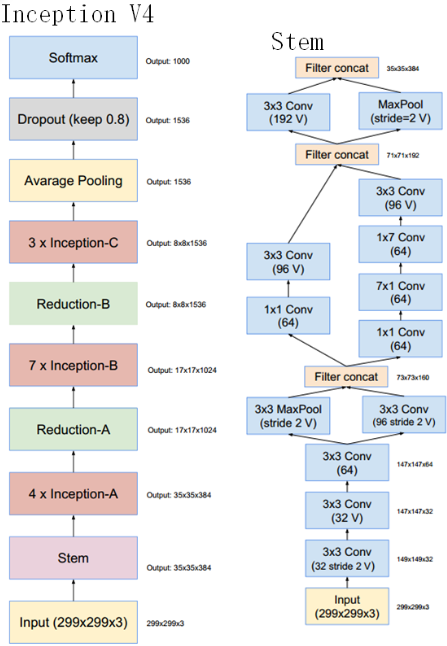 Inception V4
Softmax
Output: 1000
Dropout (keep 0.8)
Output: 1536
Avarage Pooling
Output: 1536
3 x Inception-C
Output: 8x8x1536
Reduction-B
Output: 8x8x1536
7 x Inception-B
Output: 17x17x1024
Reduction-A
Output: 17x17x1024
4 x Inception-A
Output: 35x35x384
Stem
Output: 35x35x384
Input (299x299x3)
299x299x3
Stem
Filter concat
35x35x384
3x3 Conv
(192 V)
MaxPool
(stride=2 V)
Filter concat
71x71x192
3x3 Conv
(96 V)
1x7 Conv
(64)
3x3 Conv
(96 V)
7x1 Conv
(64)
1x1 Conv
(64)
1x1 Conv
(64)
Filter concat
73x73x160
3x3 MaxPool
(stride 2 V)
3x3 Conv
(96 stride 2 V)
3x3 Conv
(64)
147x147x64
3x3 Conv
(32 V)
147x147x32
3x3 Conv
(32 stride 2 V)
149x149x32
Input
(299x299x3)
299x299x3